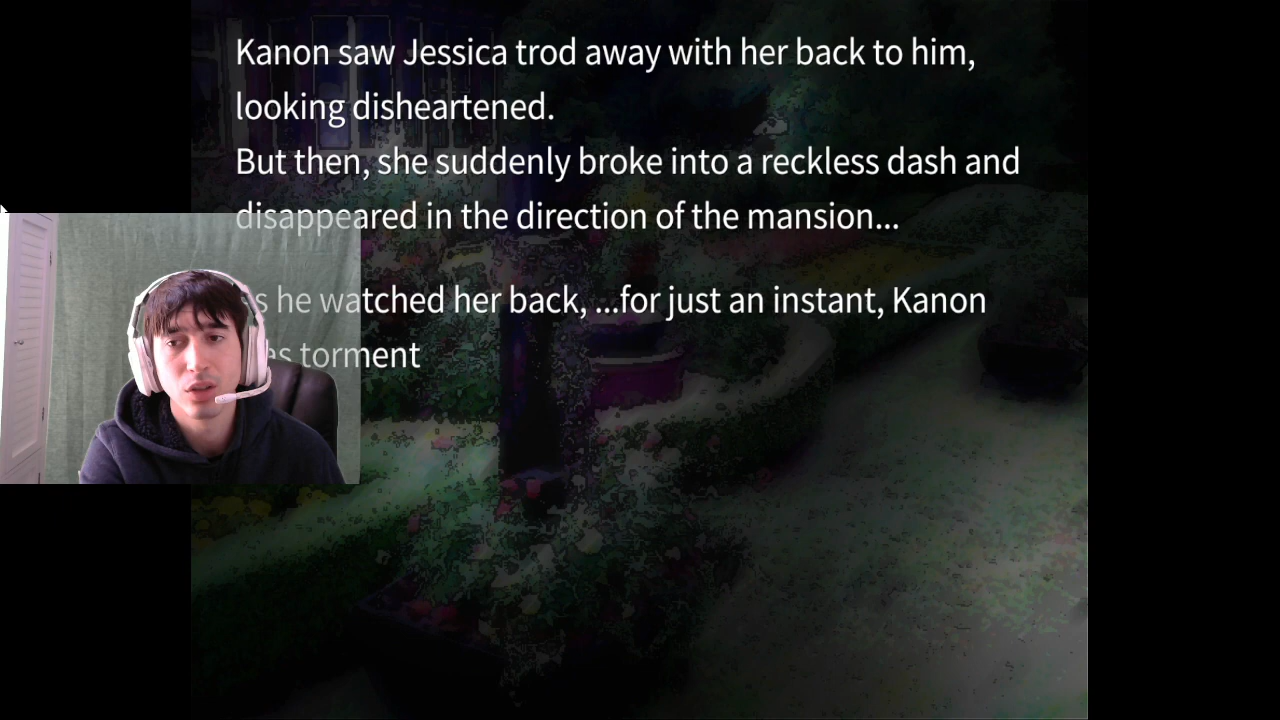 Kanon saw Jessica trod away with her back to him,
looking disheartened.
But then, she suddenly broke into a reckless dash and
disappeared in the direction of the mansion...
he watched her back, ...for just an instant, Kanon
torment